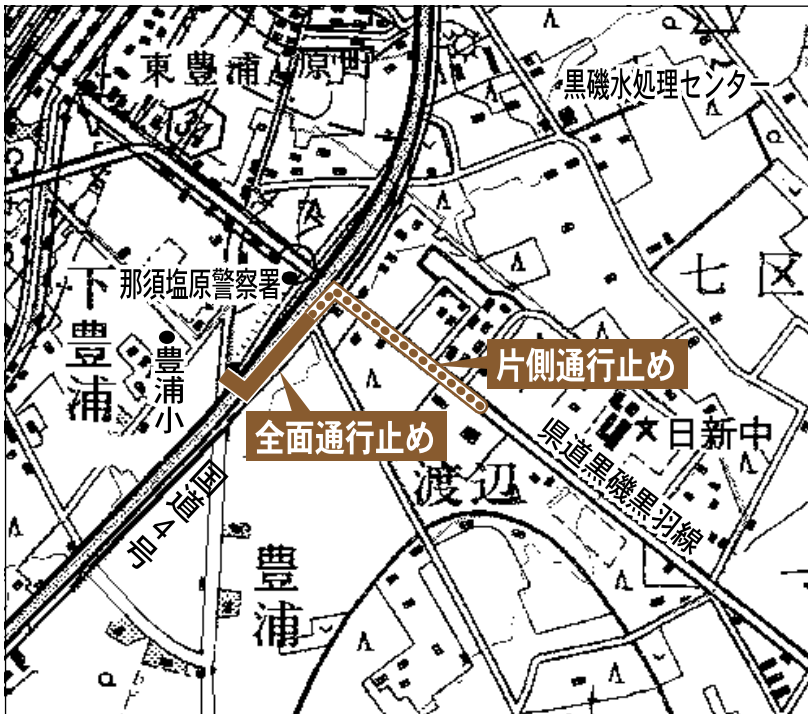 東豊浦
原町
黒磯水処理センター
七区
那須塩原警察署
下豊浦
豊浦小
片側通行止め
全面通行止め
日新中
県道黒磯黒羽線
渡辺
国道4号
豊浦